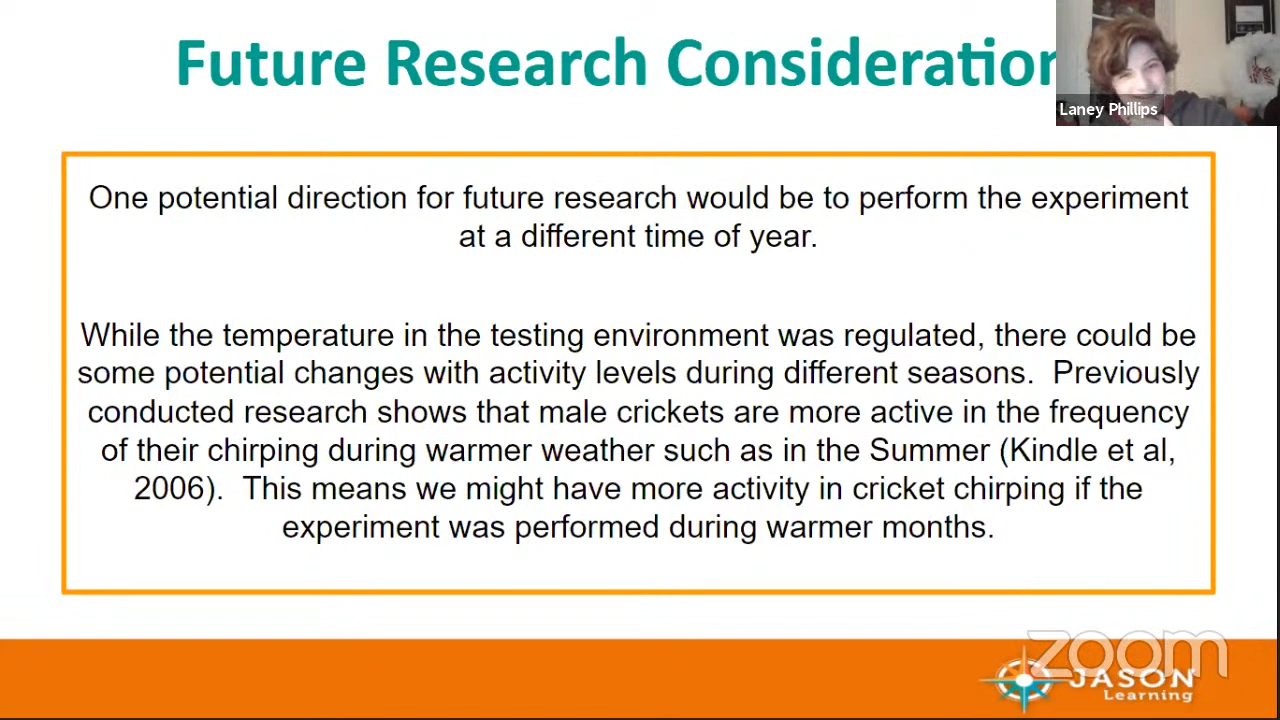 Future Research Consideration
Laney Phillips
One potential direction for future research would be to perform the experiment
at a different time of year.
While the temperature in the testing environment was regulated, there could be
some potential changes with activity levels during different seasons.  Previously
conducted research shows that male crickets are more active in the frequency
of their chirping during warmer weather such as in the Summer (Kindle et al,
2006).  This means we might have more activity in cricket chirping if the
experiment was performed during warmer months.
zoom
JASON
Learning